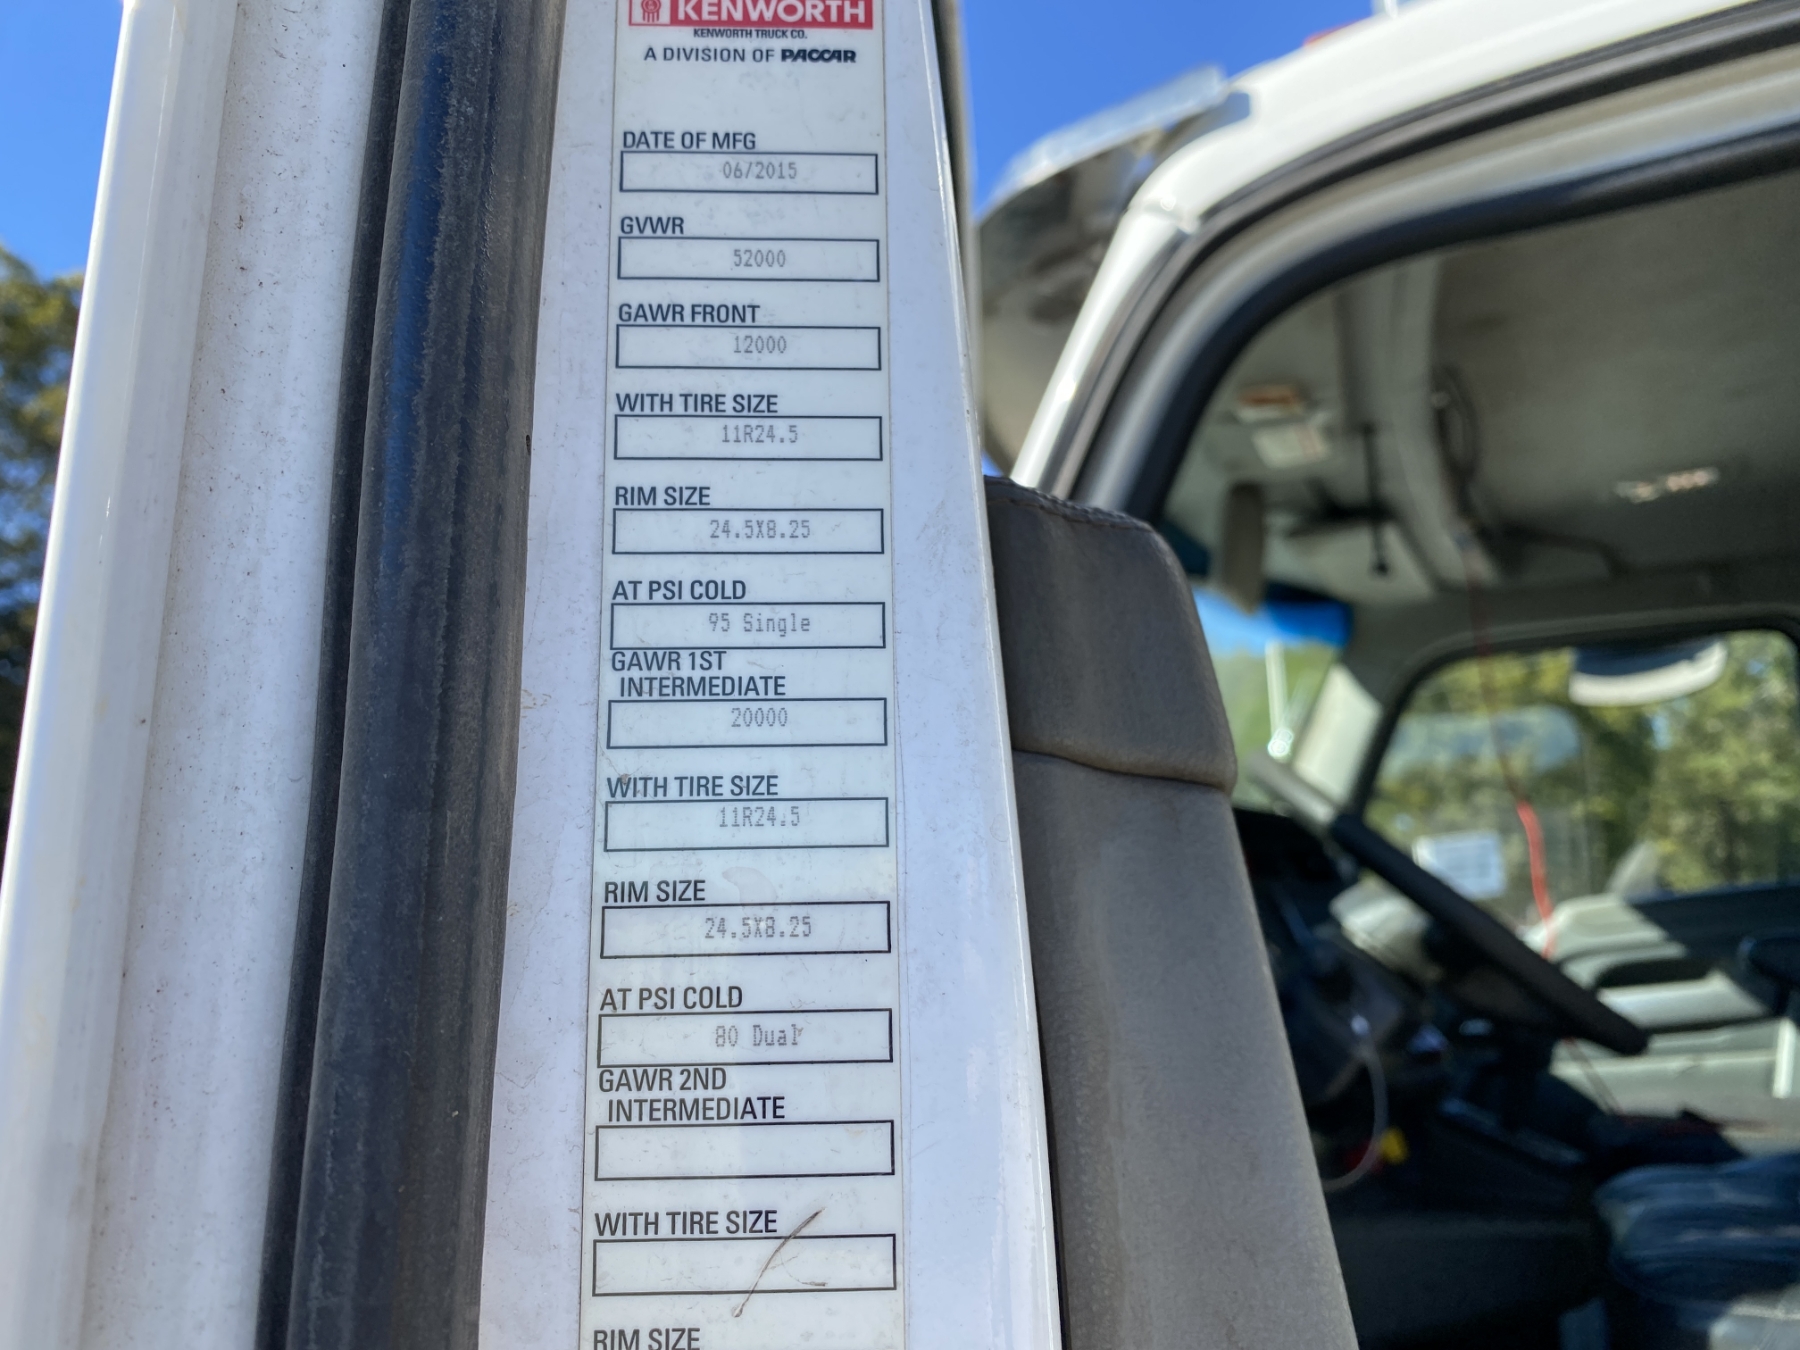 KENWORTH
KENWORTH TRUCK CO.
A DIVISION OF PACCAR
DATE OF MFG
06/2015
GVWR
52000
GAWR FRONT
12000
WITH TIRE SIZE
11R24.5
RIM SIZE
24.5X8.25
AT PSI COLD
95 Single
GAWR 1ST
INTERMEDIATE
20000
WITH TIRE SIZE
11R24.5
RIM SIZE
24.5X8.25
AT PSI COLD
80 Dual
GAWR 2ND
INTERMEDIATE
WITH TIRE SIZE
RIM SIZE